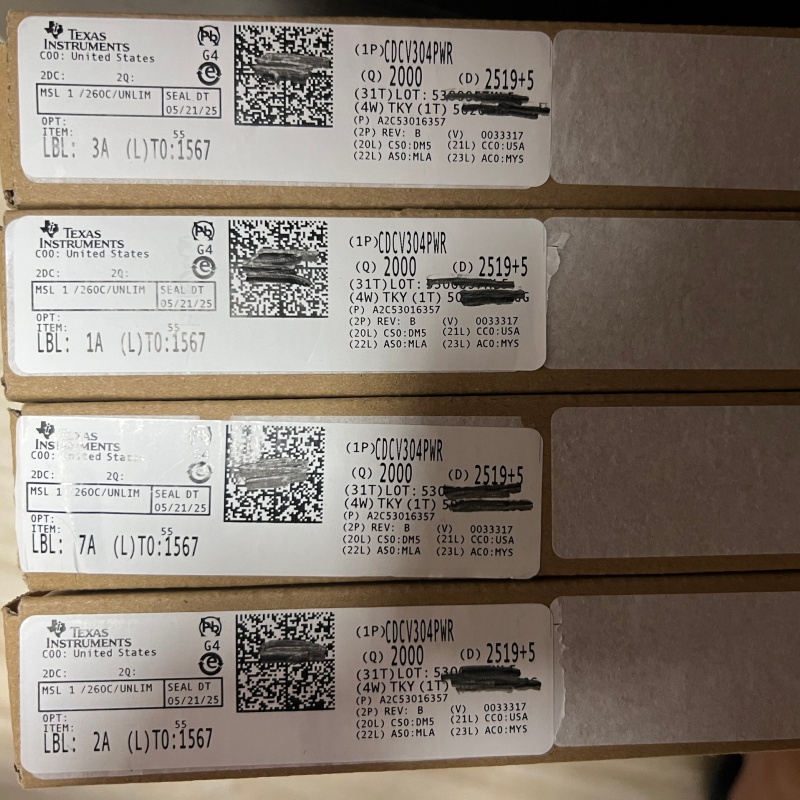 TEXAS
INSTRUMENTS
COO: United States
G4
2DC: 2Q:
MSL 1 /260C/UNLIM
SEAL DT
05/21/25
OPT:
ITEM:
55
LBL: 3A (L)TO:1567
(1P)CDCV304PWR
(Q) 2000 (D) 2519+5
(31T)LOT:
(4W) TKY (1T)
(P) A2C53016357
(2P) REV: B (V) 0033317
(20L) CSO:DM5 (21L) CCO:USA
(22L) ASO:MLA (23L) ACO:MYS
TEXAS
INSTRUMENTS
COO: United States
G4
2DC: 2Q:
MSL 1 /260C/UNLIM
SEAL DT
05/21/25
OPT:
ITEM:
55
LBL: 1A (L)TO:1567
(1P)CDCV304PWR
(Q) 2000 (D) 2519+5
(31T)LOT:
(4W) TKY (1T)
(P) A2C53016357
(2P) REV: B (V) 0033317
(20L) CSO:DM5 (21L) CCO:USA
(22L) ASO:MLA (23L) ACO:MYS
COO:
2DC: 2Q:
MSL 1 /260C/UNLIM
SEAL DT
05/21/25
OPT:
ITEM:
55
LBL: 7A (L)TO:1567
(1P)CDCV304PWR
(Q) 2000 (D) 2519+5
(31T)LOT: 530
(4W) TKY (1T)
(P) A2C53016357
(2P) REV: B (V) 0033317
(20L) CSO:DM5 (21L) CCO:USA
(22L) ASO:MLA (23L) ACO:MYS
TEXAS
INSTRUMENTS
COO: United States
Pb
G4
2DC: 2Q:
MSL 1 /260C/UNLIM
SEAL DT
05/21/25
OPT:
ITEM:
55
LBL: 2A (L)TO:1567
(1P)CDCV304PWR
(Q) 2000 (D) 2519+5
(31T)LOT: 530
(4W) TKY (1T)
(P) A2C53016357
(2P) REV: B (V) 0033317
(20L) CSO:DM5 (21L) CCO:USA
(22L) ASO:MLA (23L) ACO:MYS